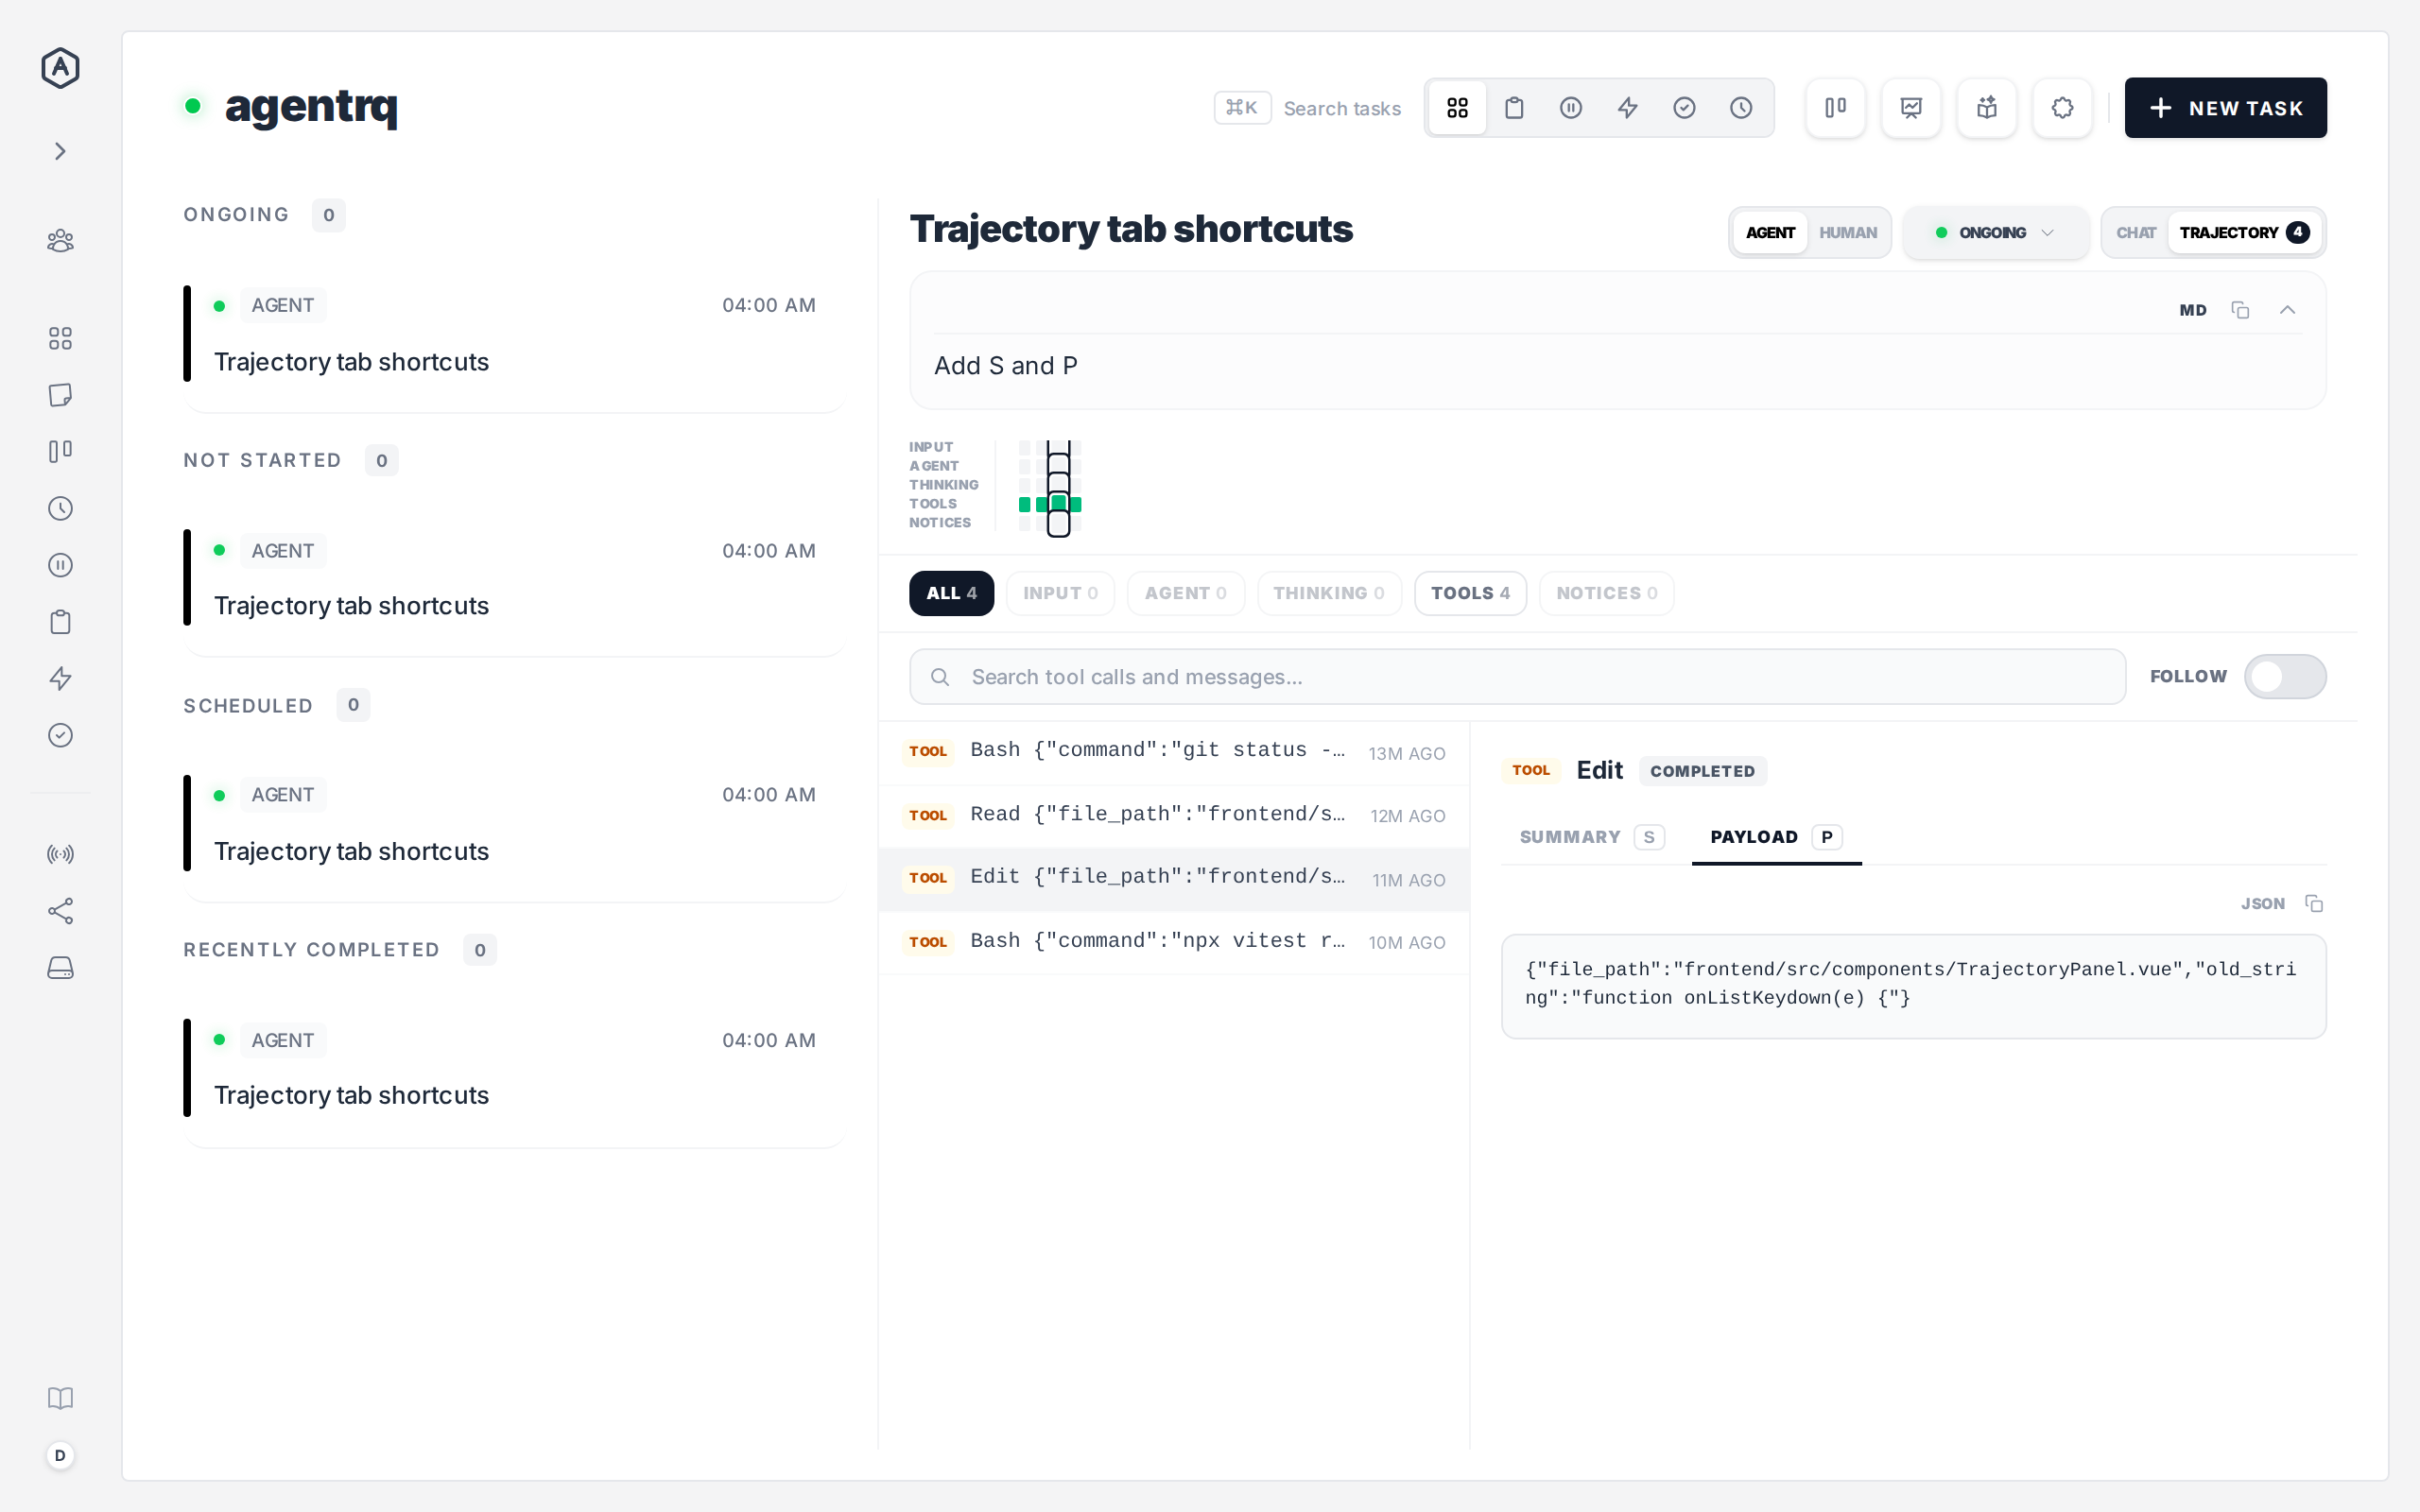 agentrq
⌘K Search tasks
NEW TASK
ONGOING 0
AGENT 04:00 AM
Trajectory tab shortcuts
NOT STARTED 0
AGENT 04:00 AM
Trajectory tab shortcuts
SCHEDULED 0
AGENT 04:00 AM
Trajectory tab shortcuts
RECENTLY COMPLETED 0
AGENT 04:00 AM
Trajectory tab shortcuts
D
Trajectory tab shortcuts
AGENT HUMAN ONGOING CHAT TRAJECTORY 4
MD
Add S and P
INPUT
AGENT
THINKING
TOOLS
NOTICES
ALL 4 INPUT 0 AGENT 0 THINKING 0 TOOLS 4 NOTICES 0
Search tool calls and messages...
FOLLOW
TOOL Bash {"command":"git status -… 13M AGO
TOOL Read {"file_path":"frontend/s… 12M AGO
TOOL Edit {"file_path":"frontend/s… 11M AGO
TOOL Bash {"command":"npx vitest r… 10M AGO
TOOL Edit COMPLETED
SUMMARY S PAYLOAD P
JSON
{"file_path":"frontend/src/components/TrajectoryPanel.vue","old_stri
ng":"function onListKeydown(e) {"}